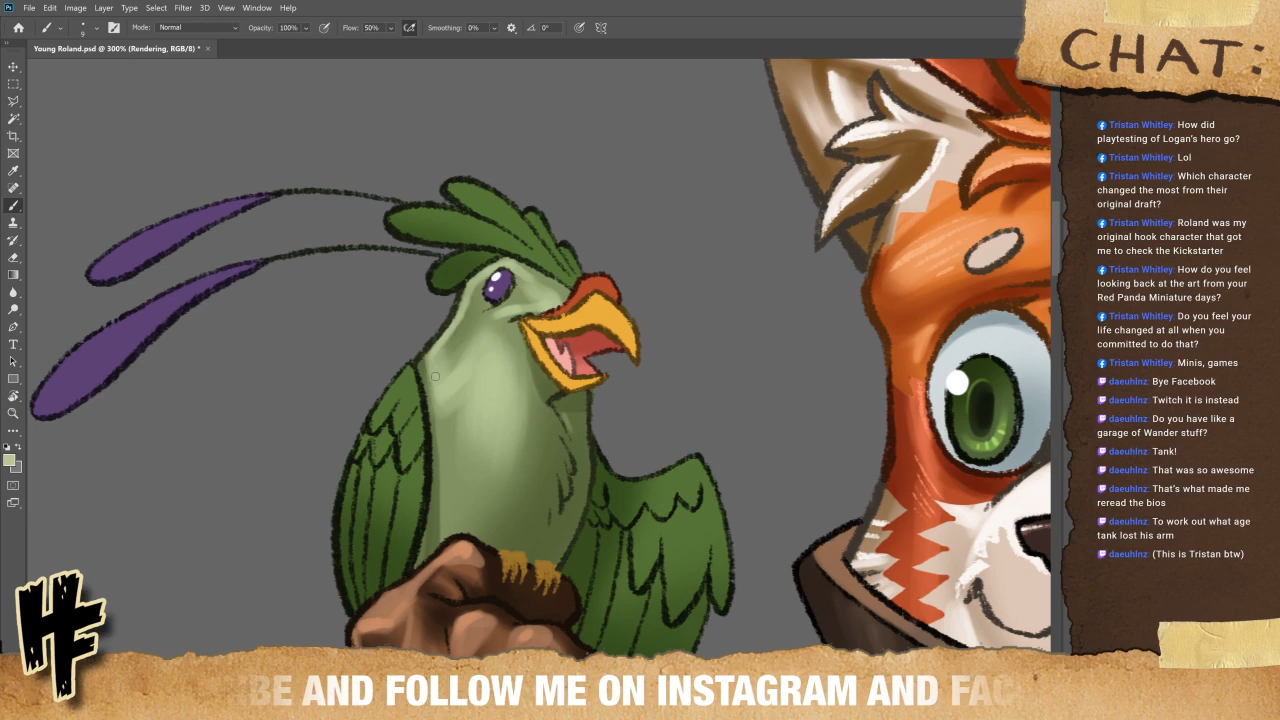 Ps File Edit Image Layer Type Select Filter 3D View Window Help
9 Mode: Normal Opacity: 100% Flow: 50% Smoothing: 0% 0°
Young Roland.psd @ 300% (Rendering, RGB/8) * ×
CHAT:
Tristan Whitley: How did
playtesting of Logan's hero go?
Tristan Whitley: Lol
Tristan Whitley: Which character
changed the most from their
original draft?
Tristan Whitley: Roland was my
original hook character that got
me to check the Kickstarter
Tristan Whitley: How do you feel
looking back at the art from your
Red Panda Miniature days?
Tristan Whitley: Do you feel your
life changed at all when you
committed to do that?
Tristan Whitley: Minis, games
daeuhlnz: Bye Facebook
daeuhlnz: Twitch it is instead
daeuhlnz: Do you have like a
garage of Wander stuff?
daeuhlnz: Tank!
daeuhlnz: That was so awesome
daeuhlnz: That's what made me
reread the bios
daeuhlnz: To work out what age
tank lost his arm
daeuhlnz: (This is Tristan btw)
HF
BE AND FOLLOW ME ON INSTAGRAM AND FAC